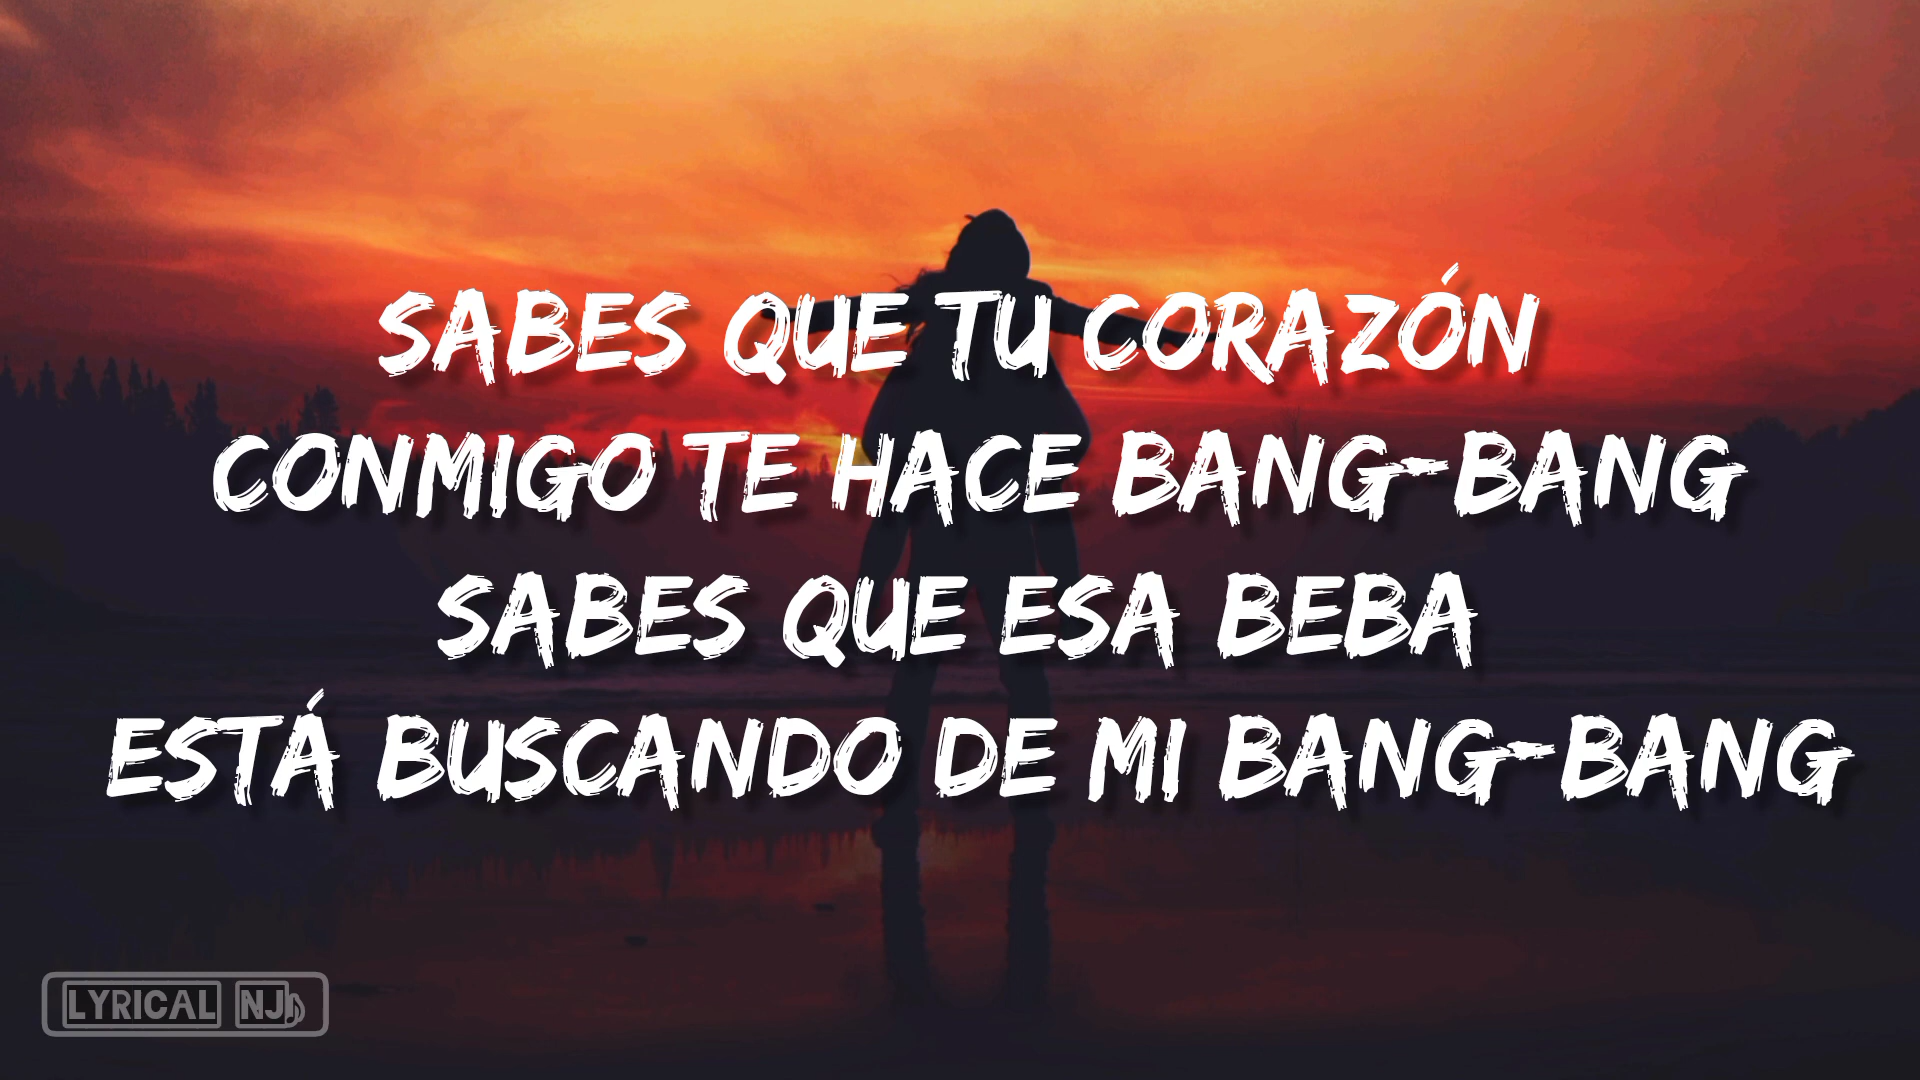 SABES QUE TU CORAZÓN
CONMIGO TE HACE BANG-BANG
SABES QUE ESA BEBA
ESTÁ BUSCANDO DE MI BANG-BANG
LYRICAL NJ